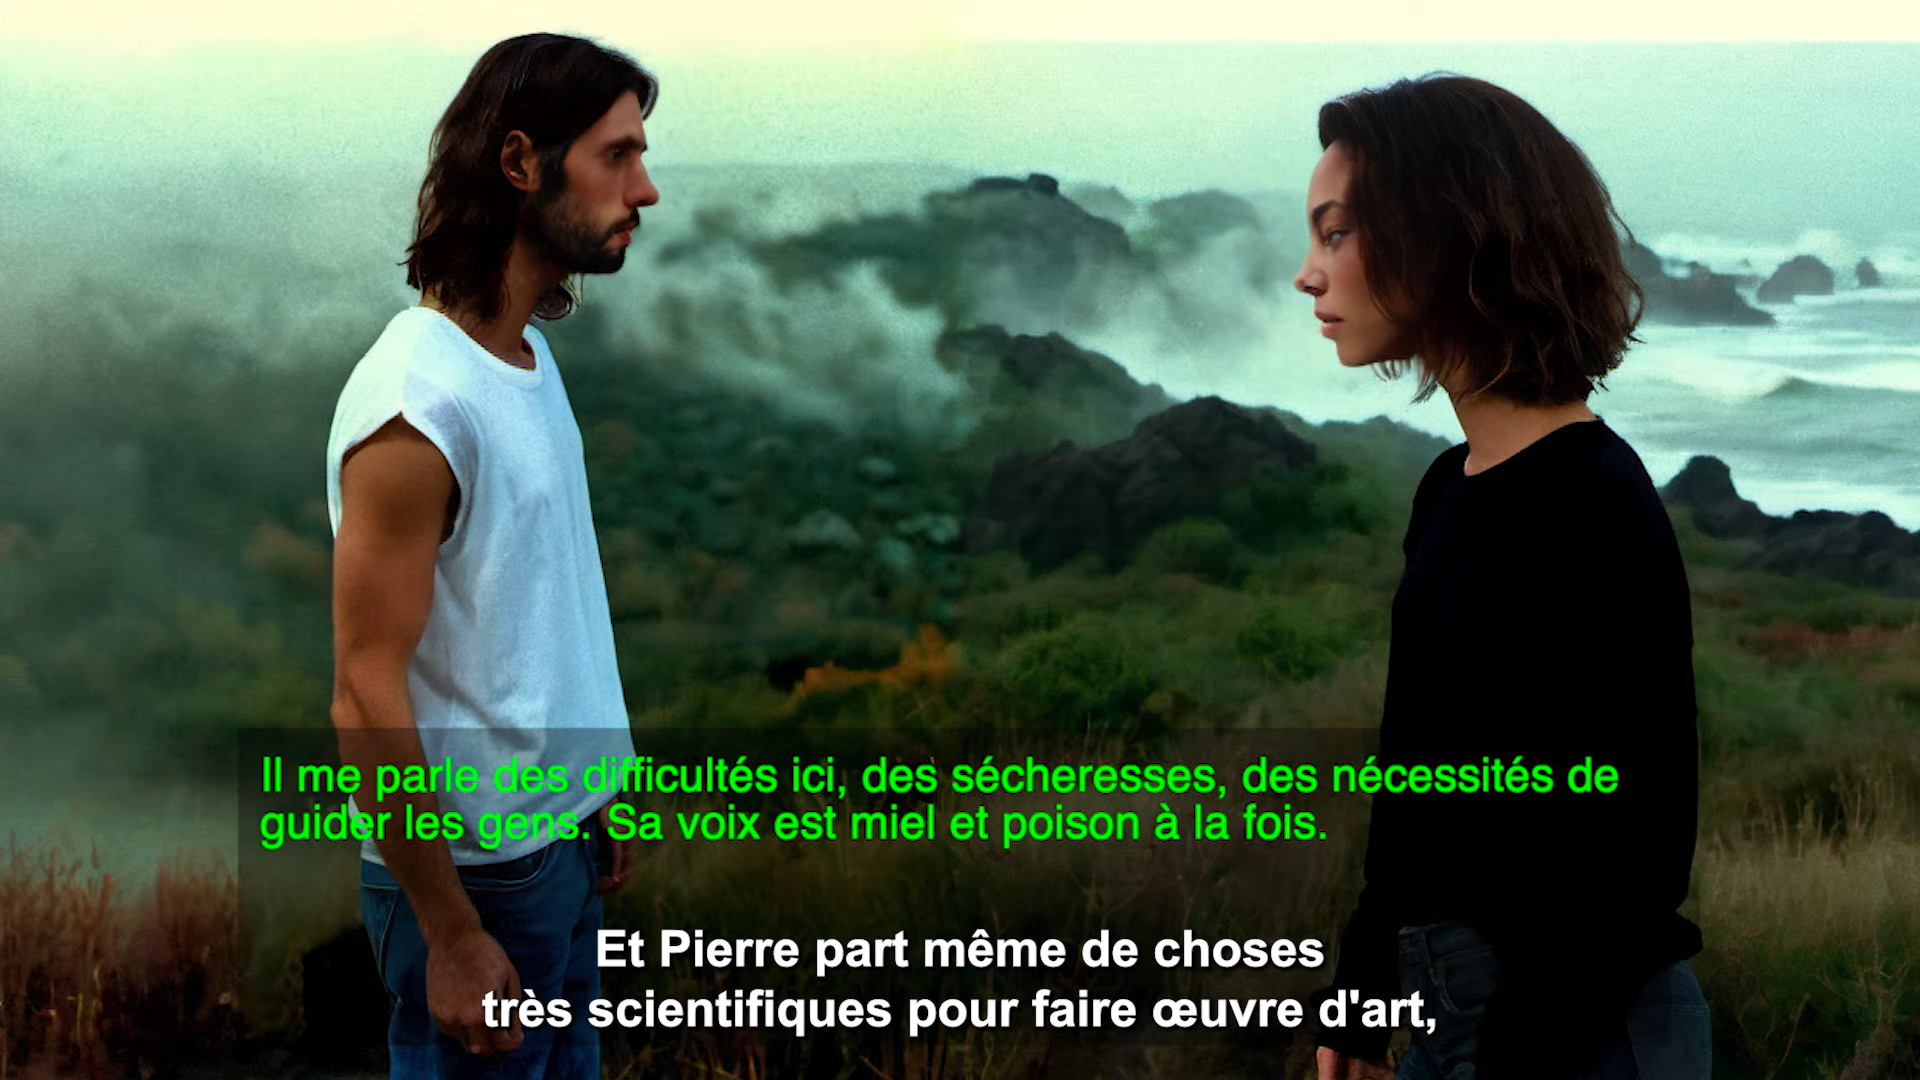 Il me parle des difficultés ici, des sécheresses, des nécessités de
guider les gens. Sa voix est miel et poison à la fois.
Et Pierre part même de choses
très scientifiques pour faire œuvre d'art,